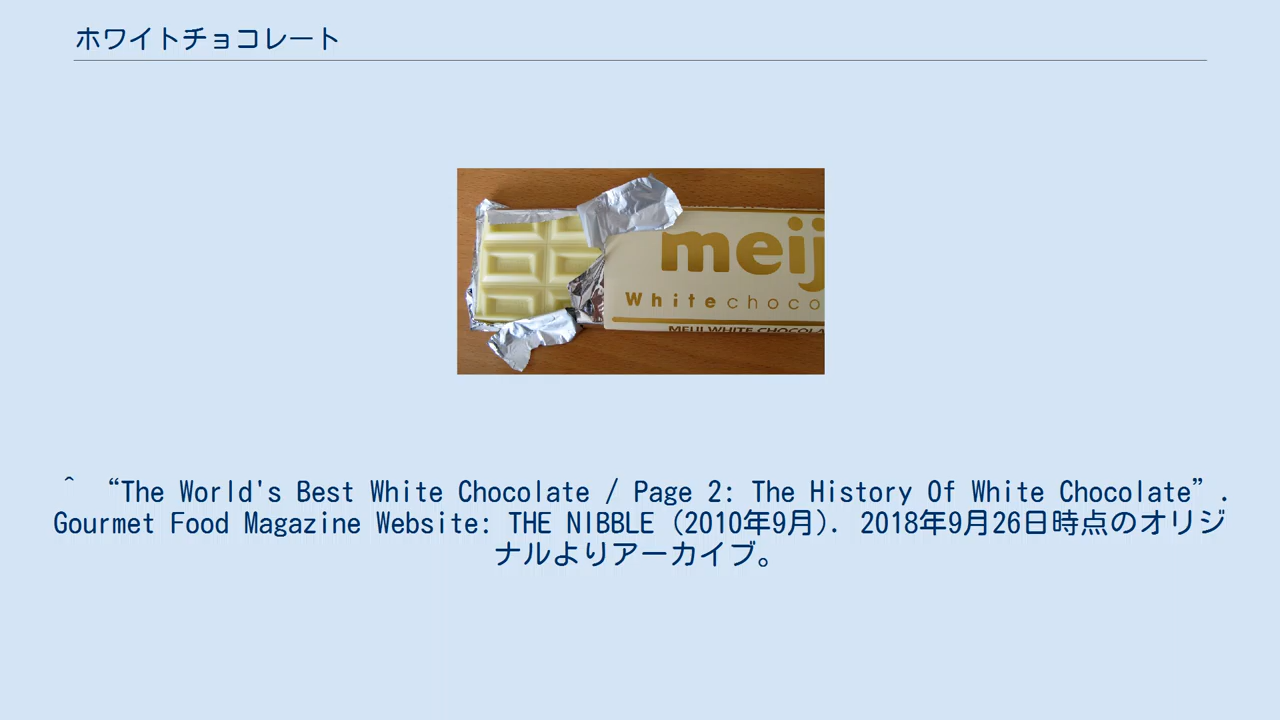 ホワイトチョコレート
meij
Whitechoco
MEIJI WHITE CHOCOLA
^ “The World's Best White Chocolate / Page 2: The History Of White Chocolate”.
Gourmet Food Magazine Website: THE NIBBLE (2010年9月). 2018年9月26日時点のオリジ
ナルよりアーカイブ。